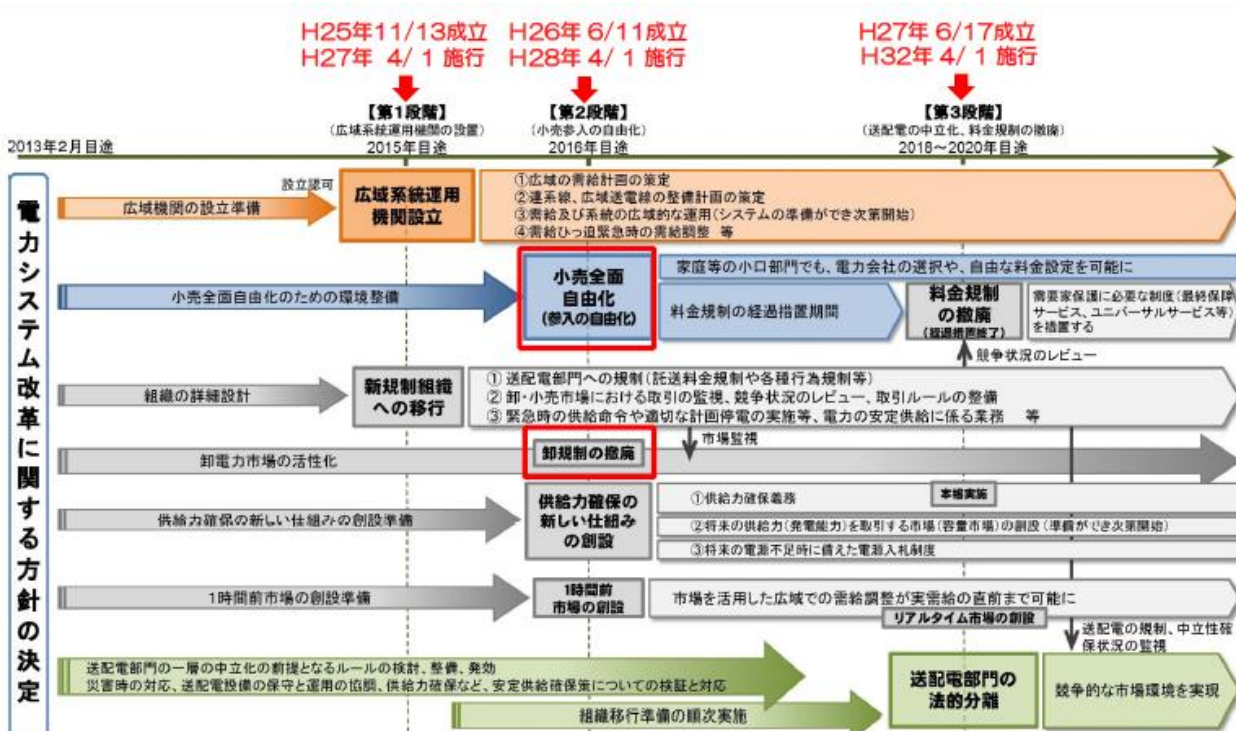 H25年11/13成立
H27年 4/ 1 施行
H26年 6/11成立
H28年 4/ 1 施行
H27年 6/17成立
H32年 4/ 1 施行
【第1段階】
(広域系統運用機関の設置)
2015年目途
【第2段階】
(小売参入の自由化)
2016年目途
【第3段階】
(送配電の中立化、料金規制の撤廃)
2018～2020年目途
2013年2月目途
電力システム改革に関する方針の決定
広域機関の設立準備
設立認可
広域系統運用
機関設立
①広域の需給計画の策定
②連系線、広域送電線の整備計画の策定
③需給及び系統の広域的な運用(システムの準備ができ次第開始)
④需給ひっ迫緊急時の需給調整 等
小売全面自由化のための環境整備
小売全面
自由化
(参入の自由化)
家庭等の小口部門でも、電力会社の選択や、自由な料金設定を可能に
料金規制の経過措置期間
料金規制
の撤廃
(経過措置終了)
需要家保護に必要な制度(最終保障
サービス、ユニバーサルサービス等)
を措置する
競争状況のレビュー
組織の詳細設計
新規制組織
への移行
① 送配電部門への規制(託送料金規制や各種行為規制等)
② 卸・小売市場における取引の監視、競争状況のレビュー、取引ルールの整備
③ 緊急時の供給命令や適切な計画停電の実施等、電力の安定供給に係る業務 等
市場監視
卸電力市場の活性化
卸規制の撤廃
供給力確保の新しい仕組みの創設準備
供給力確保の
新しい仕組み
の創設
①供給力確保義務
本格実施
②将来の供給力(発電能力)を取引する市場(容量市場)の創設(準備ができ次第開始)
③将来の電源不足時に備えた電源入札制度
1時間前市場の創設準備
1時間前
市場の創設
市場を活用した広域での需給調整が実需給の直前まで可能に
リアルタイム市場の創設
送配電の規制、中立性確
保状況の監視
送配電部門の一層の中立化の前提となるルールの検討、整備、発効
災害時の対応、送配電設備の保守と運用の協調、供給力確保など、安定供給確保策についての検証と対応
組織移行準備の順次実施
送配電部門の
法的分離
競争的な市場環境を実現